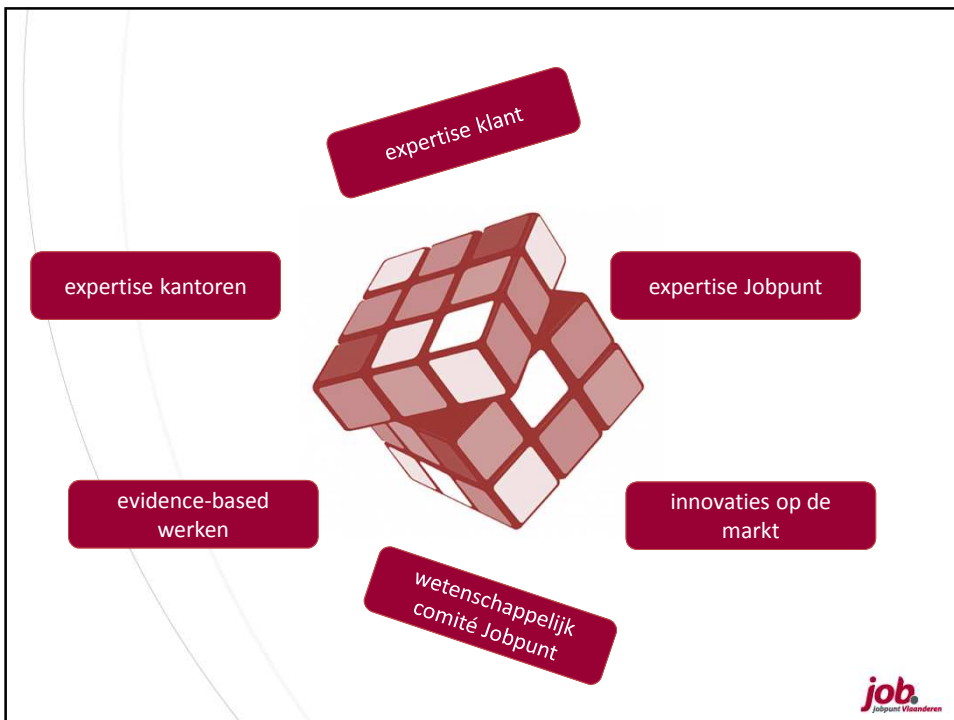 expertise klant
expertise kantoren
expertise Jobpunt
evidence-based
werken
innovaties op de
markt
wetenschappelijk
comité Jobpunt
job.
Jobpunt Vlaanderen